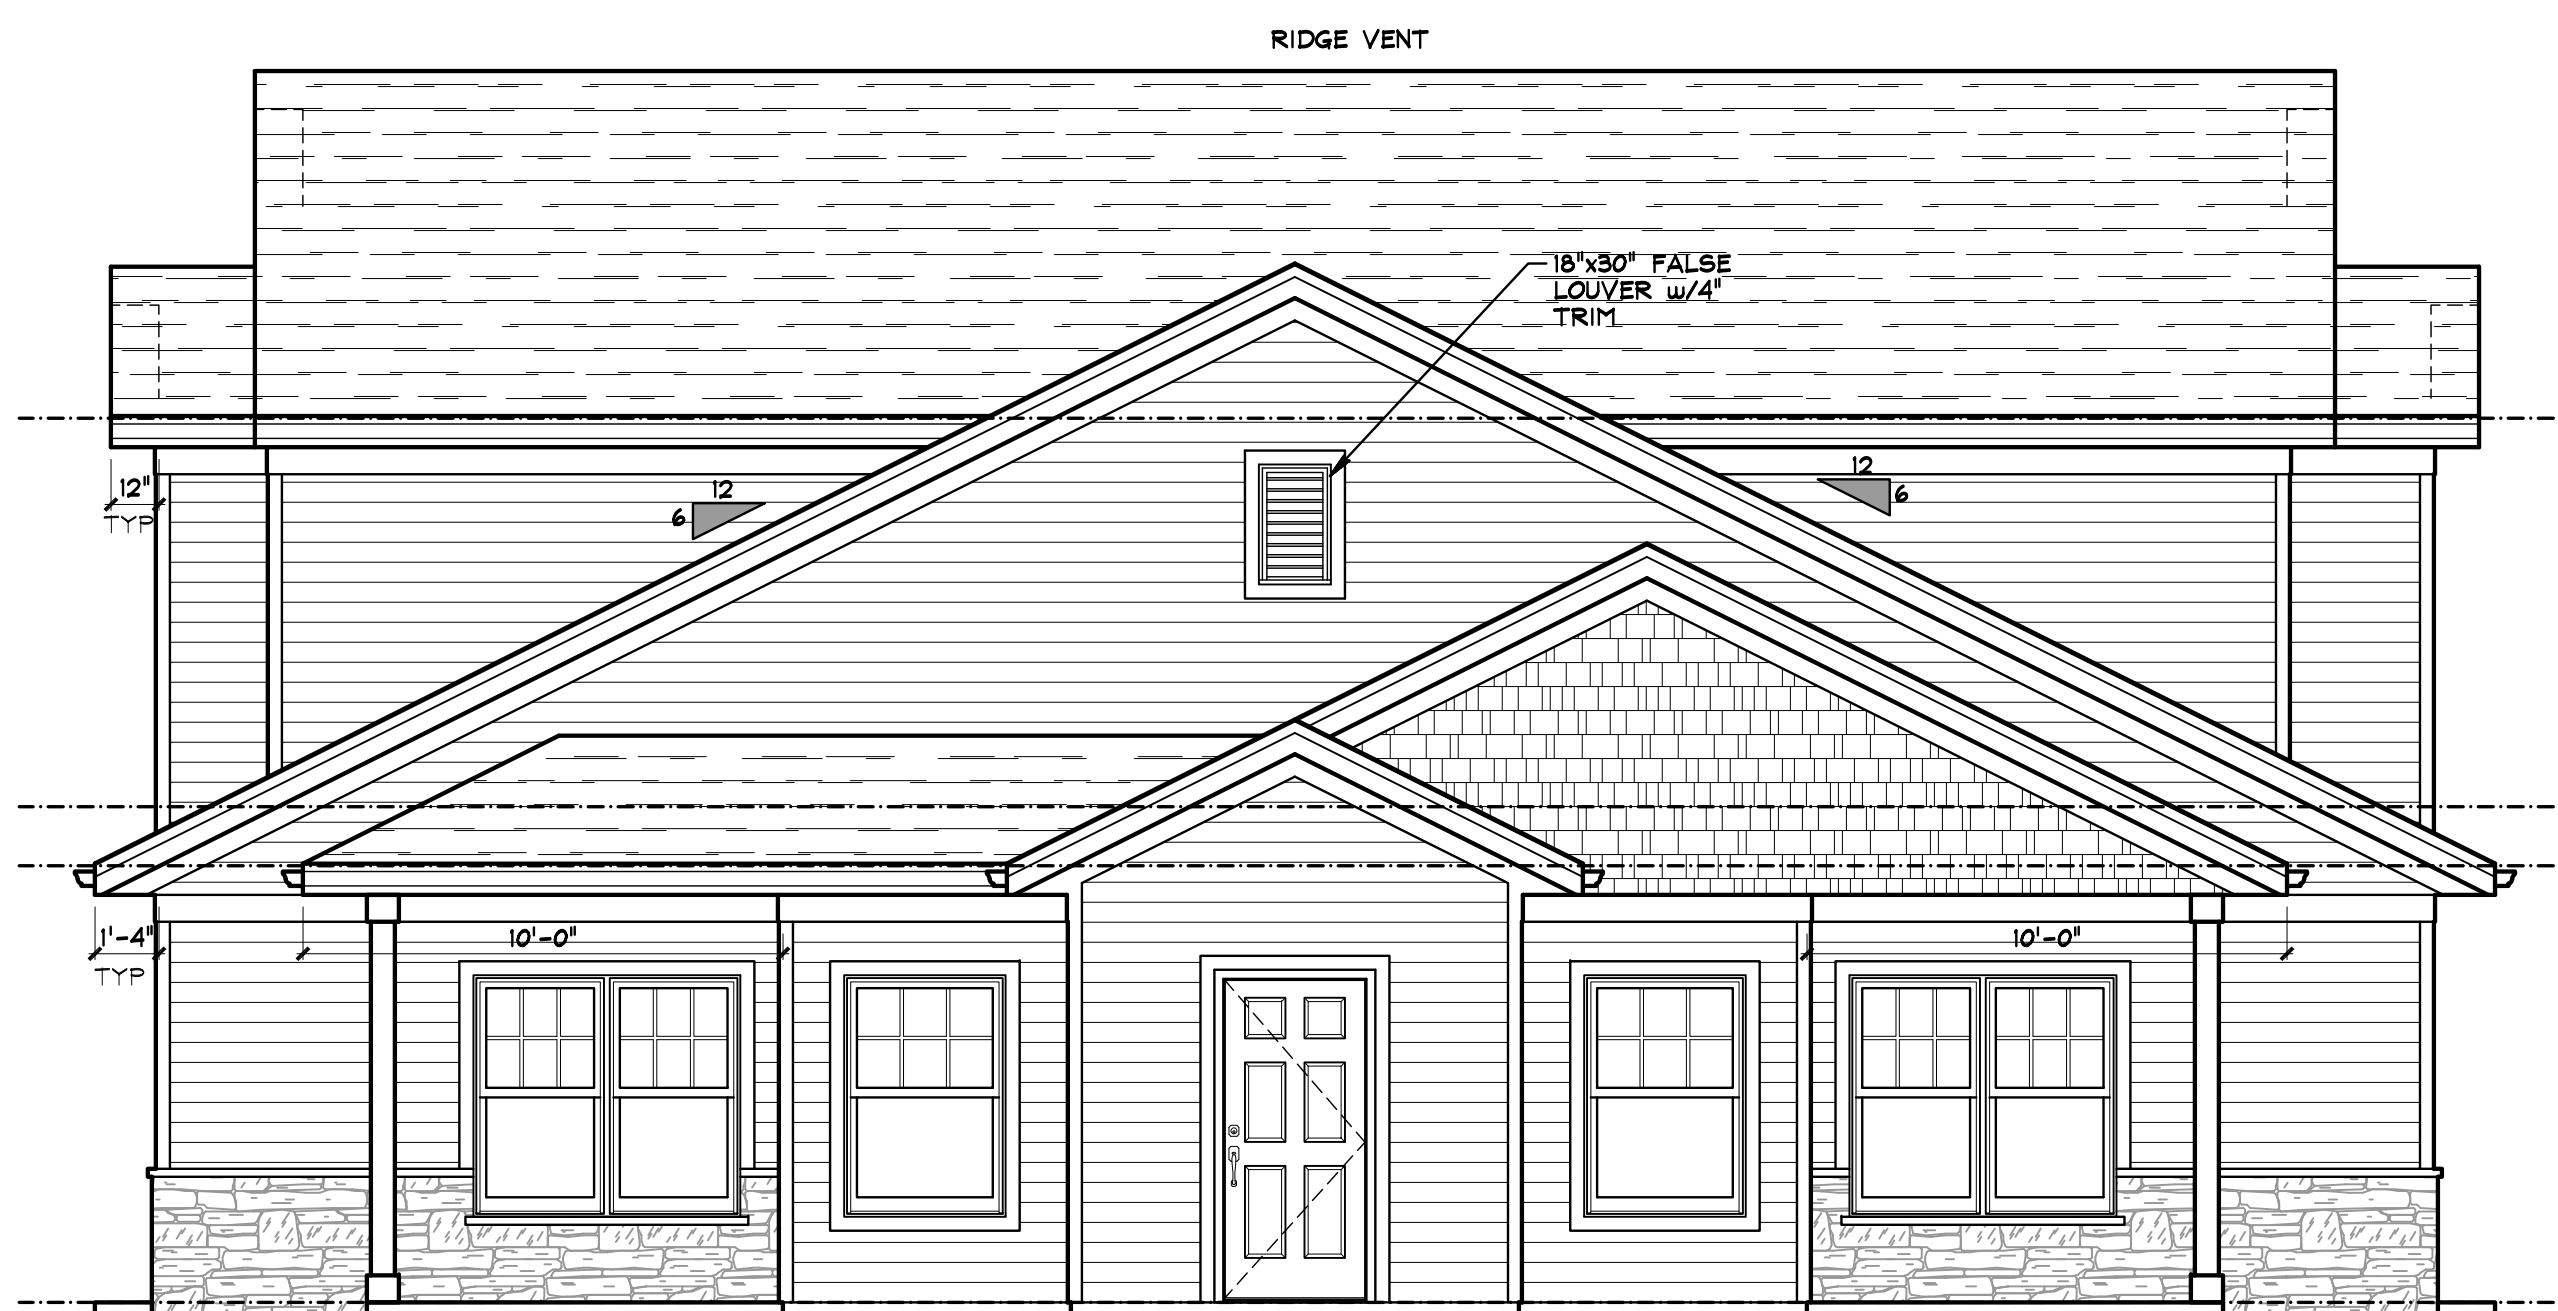 RIDGE VENT
18"x30" FALSE
LOUVER w/4"
TRIM
12
6
12
6
12"
TYP
1'-4"
TYP
10'-0"
10'-0"